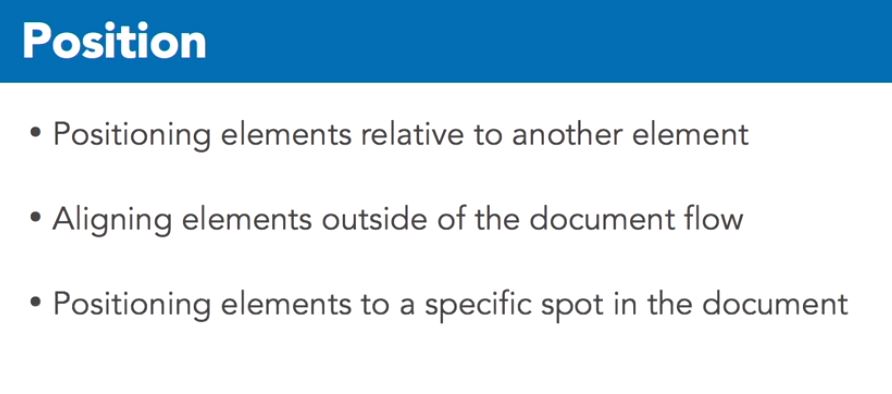 Position
• Positioning elements relative to another element
• Aligning elements outside of the document flow
• Positioning elements to a specific spot in the document